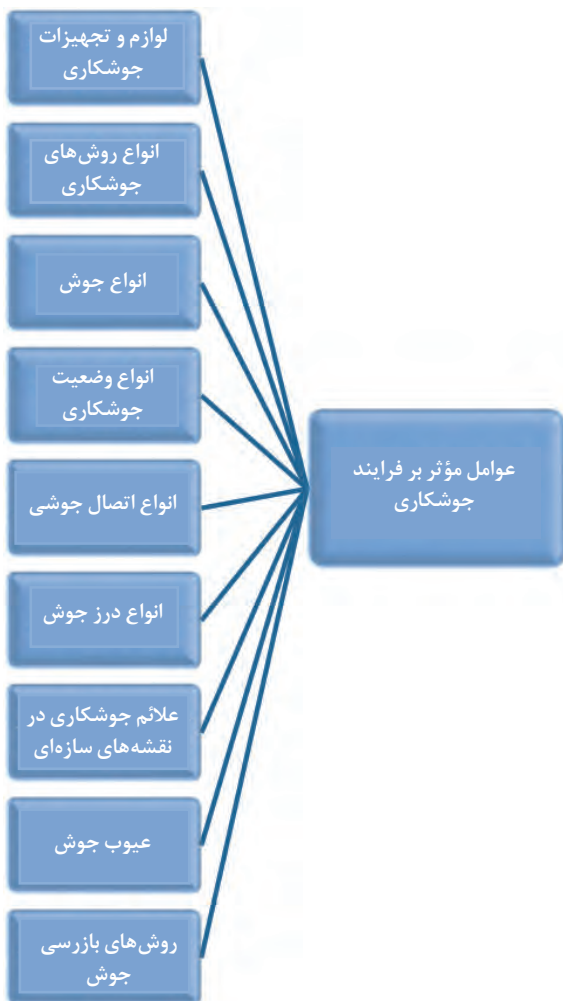 عوامل مؤثر بر فرایند
جوشکاری
لوازم و تجهیزات
جوشکاری
انواع روش‌های
جوشکاری
انواع جوش
انواع وضعیت
جوشکاری
انواع اتصال جوشی
انواع درز جوش
علائم جوشکاری در
نقشه‌های سازه‌ای
عیوب جوش
روش‌های بازرسی
جوش